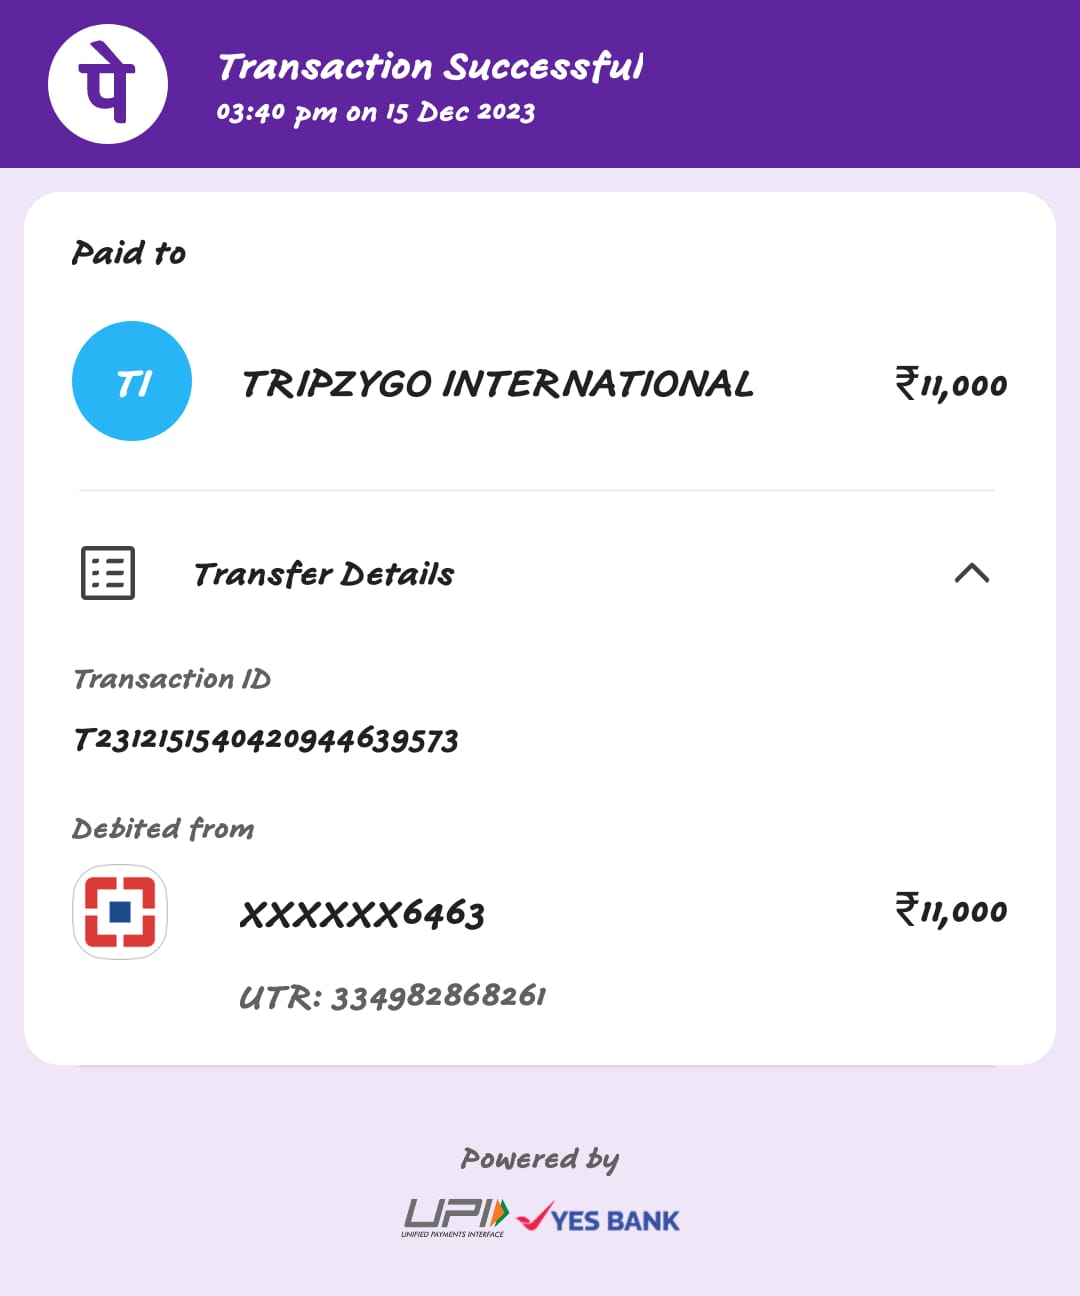 पे
Transaction Successful
03:40 pm on 15 Dec 2023
Paid to
TI
TRIPZYGO INTERNATIONAL
₹11,000
Transfer Details
Transaction ID
T2312151540420944639573
Debited from
XXXXXX6463
₹11,000
UTR: 334982868261
Powered by
UPI
UNIFIED PAYMENTS INTERFACE
YES BANK